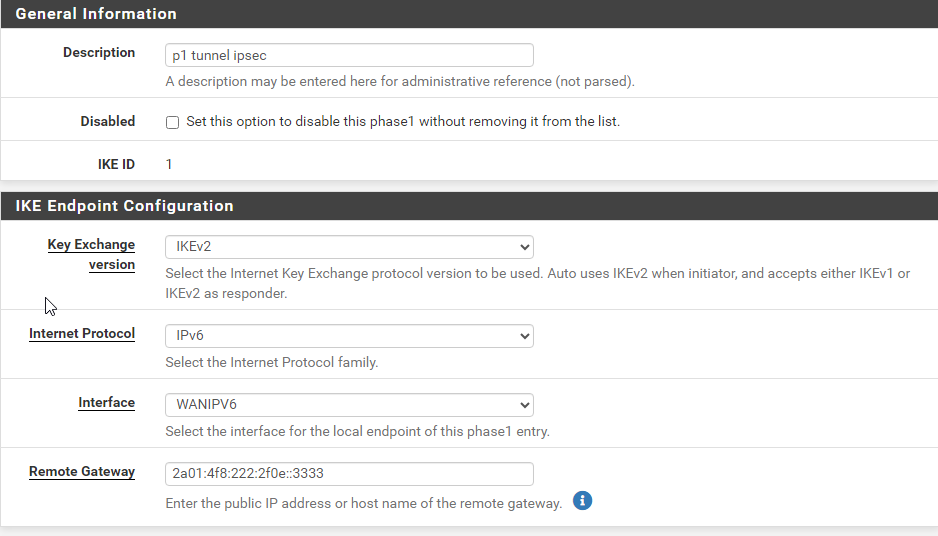 General Information
Description
p1 tunnel ipsec
A description may be entered here for administrative reference (not parsed).
Disabled
Set this option to disable this phase1 without removing it from the list.
IKE ID
1
IKE Endpoint Configuration
Key Exchange
version
IKEv2
Select the Internet Key Exchange protocol version to be used. Auto uses IKEv2 when initiator, and accepts either IKEv1 or
IKEv2 as responder.
Internet Protocol
IPv6
Select the Internet Protocol family.
Interface
WANIPV6
Select the interface for the local endpoint of this phase1 entry.
Remote Gateway
2a01:4f8:222:2f0e::3333
Enter the public IP address or host name of the remote gateway.